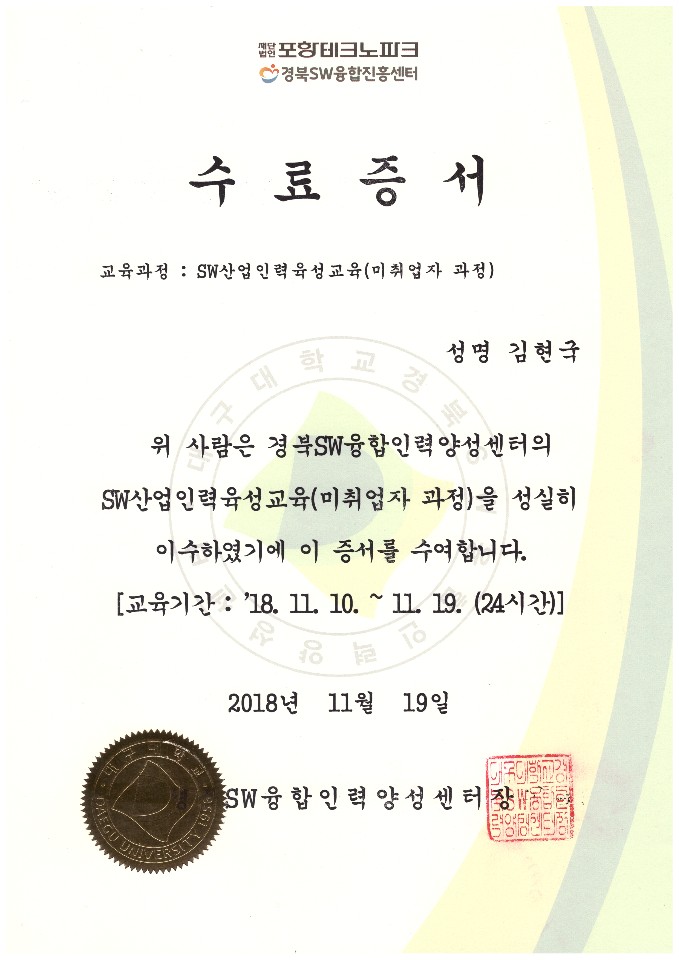 재단법인 포항테크노파크
경북SW융합진흥센터
수료증서
교육과정 : SW산업인력육성교육(미취업자 과정)
성명 김현국
위 사람은 경북SW융합인력양성센터의
SW산업인력육성교육(미취업자 과정)을 성실히
이수하였기에 이 증서를 수여합니다.
[교육기간 : '18. 11. 10. ~ 11. 19. (24시간)]
2018년 11월 19일
SW융합인력양성센터장
대구대학교
DAEGU UNIVERSITY 1956
대구대학교경북SW융합인력양성센터